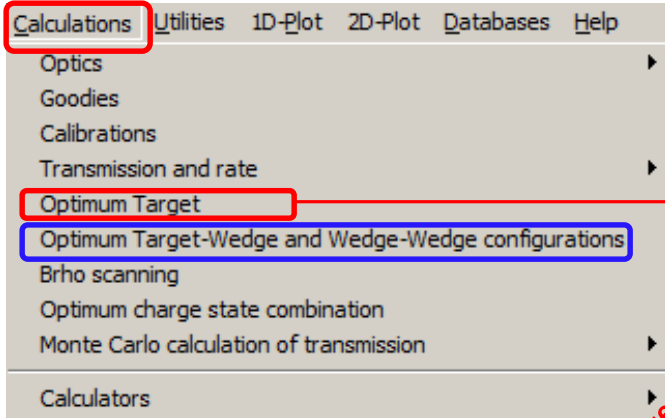 Calculations Utilities 1D-Plot 2D-Plot Databases Help
Optics
Goodies
Calibrations
Transmission and rate
Optimum Target
Optimum Target-Wedge and Wedge-Wedge configurations
Brho scanning
Optimum charge state combination
Monte Carlo calculation of transmission
Calculators